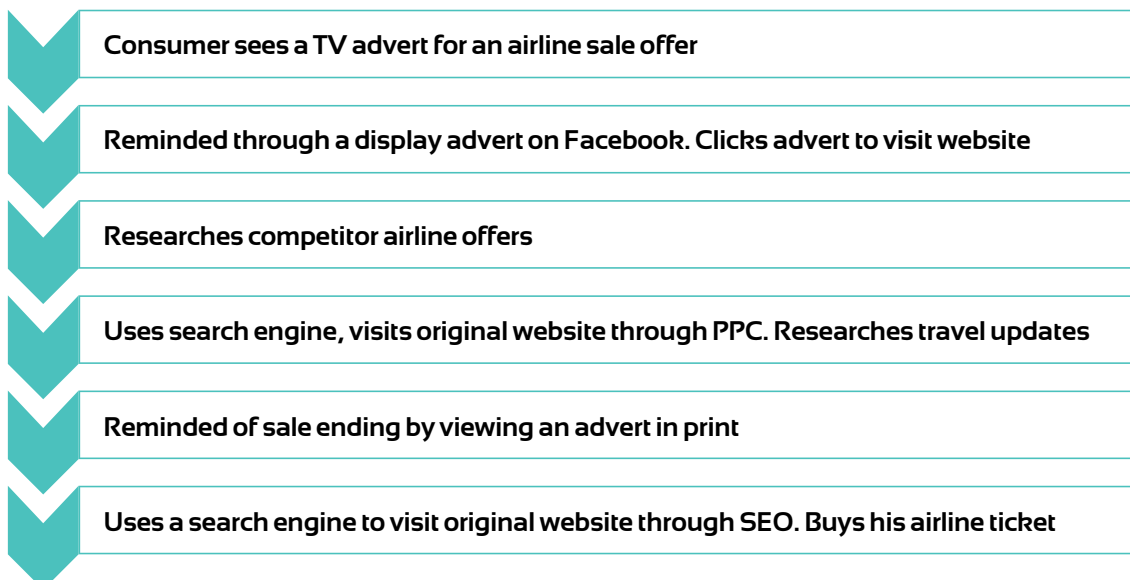 Consumer sees a TV advert for an airline sale offer
Reminded through a display advert on Facebook. Clicks advert to visit website
Researches competitor airline offers
Uses search engine, visits original website through PPC. Researches travel updates
Reminded of sale ending by viewing an advert in print
Uses a search engine to visit original website through SEO. Buys his airline ticket